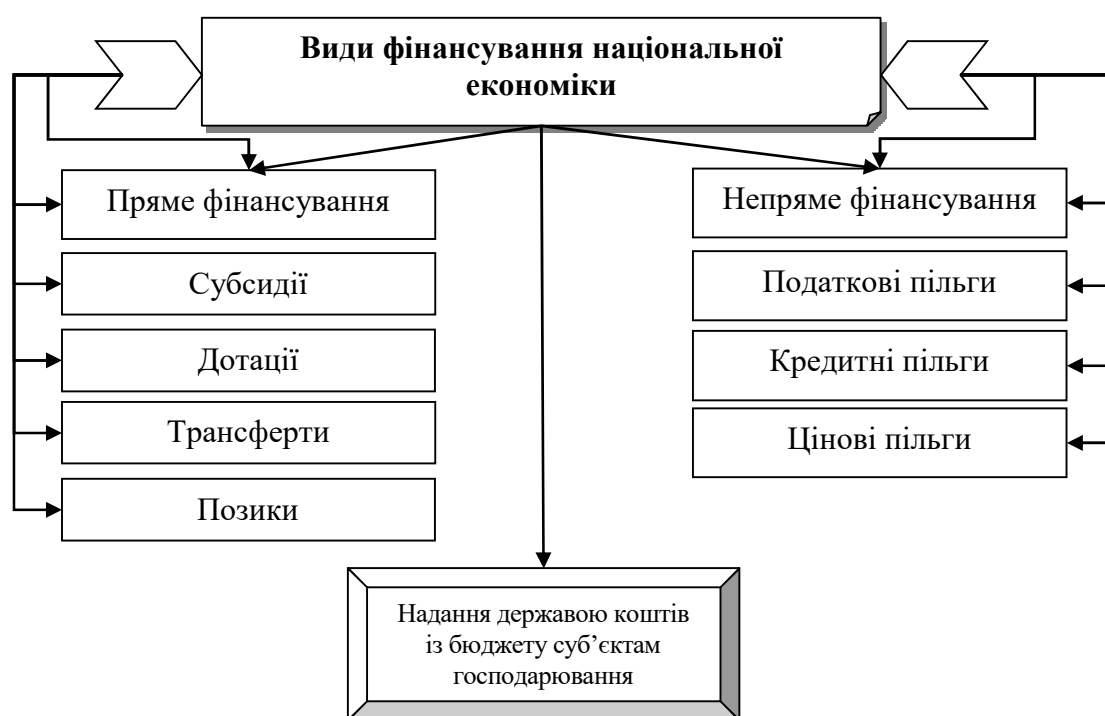 Види фінансування національної
економіки
Пряме фінансування
Субсидії
Дотації
Трансферти
Позики
Непряме фінансування
Податкові пільги
Кредитні пільги
Цінові пільги
Надання державою коштів
із бюджету суб’єктам
господарювання